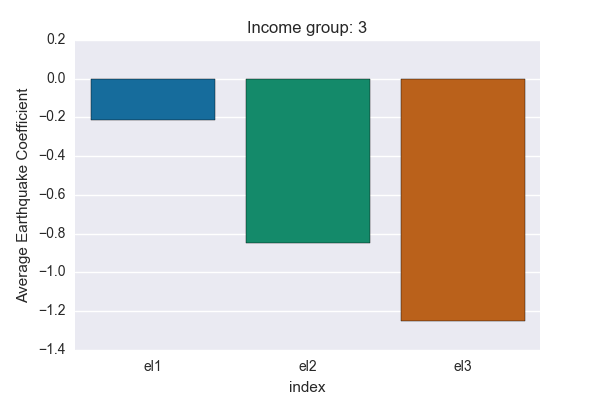 Income group: 3
Average Earthquake Coefficient
0.2
0.0
−0.2
−0.4
−0.6
−0.8
−1.0
−1.2
−1.4
el1 el2 el3
index